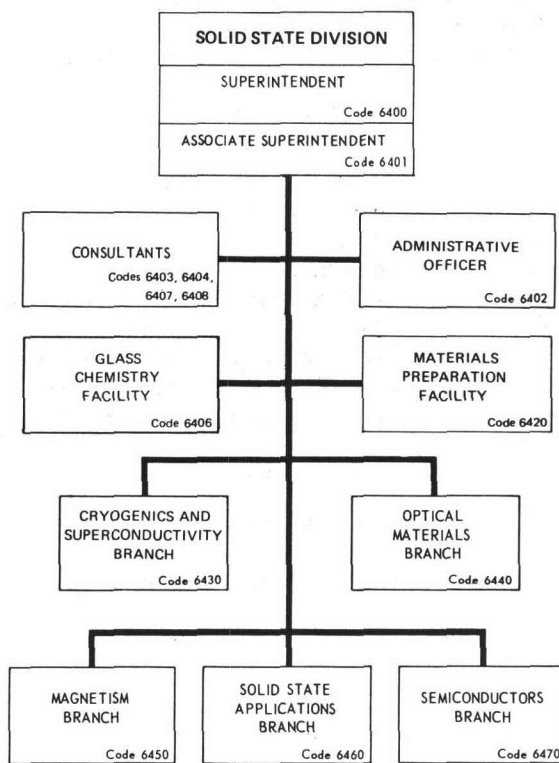 SOLID STATE DIVISION
SUPERINTENDENT
Code 6400
ASSOCIATE SUPERINTENDENT
Code 6401
CONSULTANTS
Codes 6403, 6404,
6407, 6408
ADMINISTRATIVE
OFFICER
Code 6402
GLASS
CHEMISTRY
FACILITY
Code 6406
MATERIALS
PREPARATION
FACILITY
Code 6420
CRYOGENICS AND
SUPERCONDUCTIVITY
BRANCH
Code 6430
OPTICAL
MATERIALS
BRANCH
Code 6440
MAGNETISM
BRANCH
Code 6450
SOLID STATE
APPLICATIONS
BRANCH
Code 6460
SEMICONDUCTORS
BRANCH
Code 6470